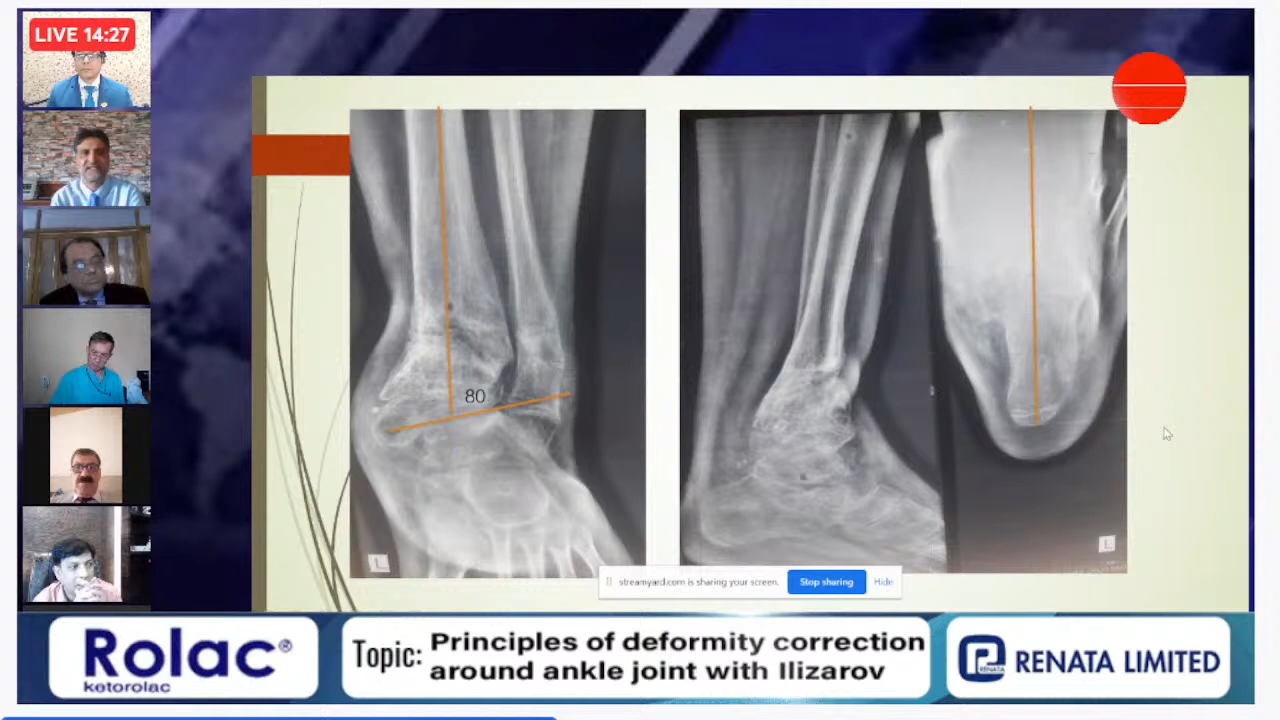 LIVE 14:27
80
L
L
streamyard.com is sharing your screen.
Stop sharing
Hide
Rolac®
ketorolac
Topic: Principles of deformity correction
around ankle joint with Ilizarov
RENATA
RENATA LIMITED